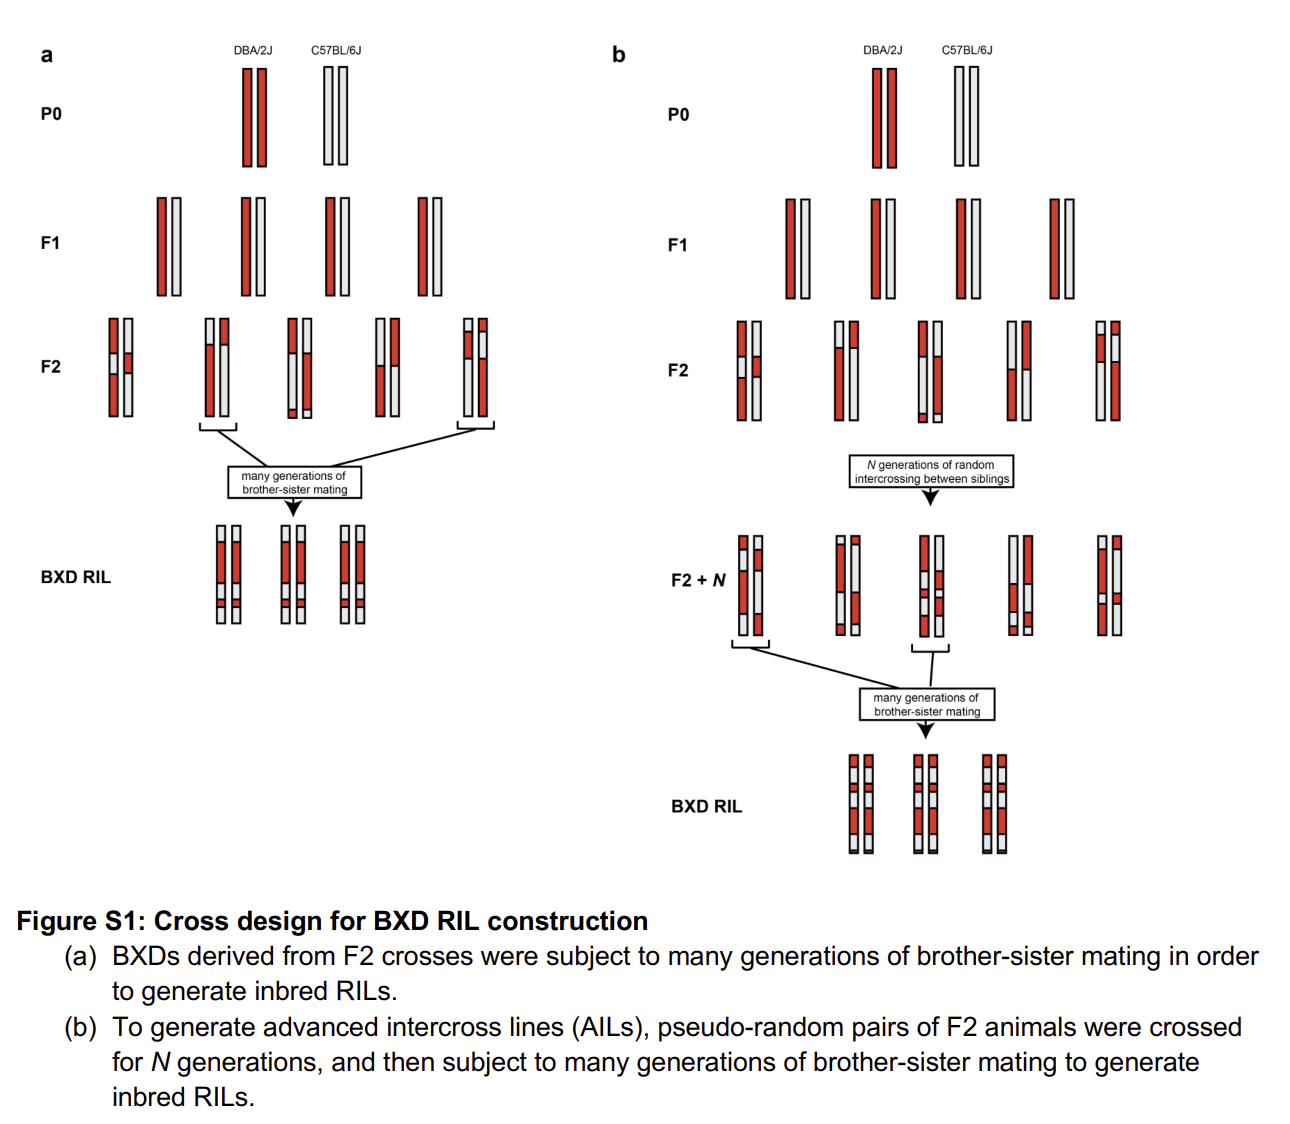 a
DBA/2J C57BL/6J
P0
F1
F2
many generations of
brother-sister mating
BXD RIL
b
DBA/2J C57BL/6J
P0
F1
F2
N generations of random
intercrossing between siblings
F2 + N
many generations of
brother-sister mating
BXD RIL
Figure S1: Cross design for BXD RIL construction
(a) BXDs derived from F2 crosses were subject to many generations of brother-sister mating in order
to generate inbred RILs.
(b) To generate advanced intercross lines (AILs), pseudo-random pairs of F2 animals were crossed
for N generations, and then subject to many generations of brother-sister mating to generate
inbred RILs.